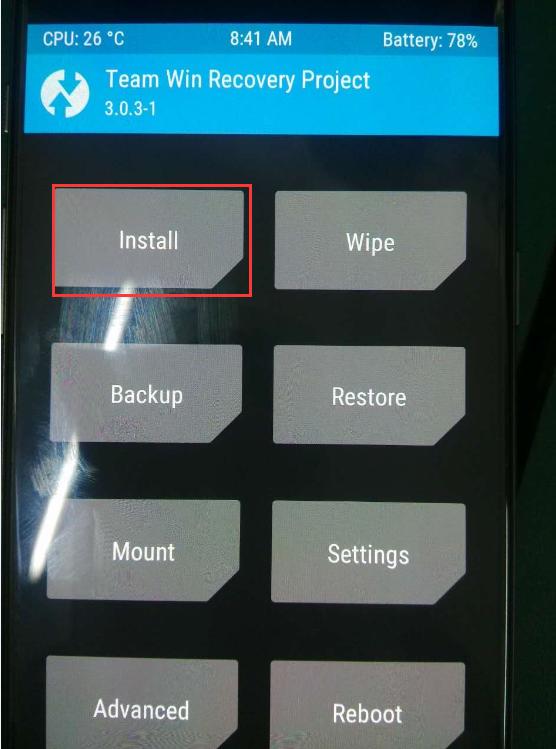 CPU: 26 °C 8:41 AM Battery: 78%
Team Win Recovery Project
3.0.3-1
Install Wipe
Backup Restore
Mount Settings
Advanced Reboot